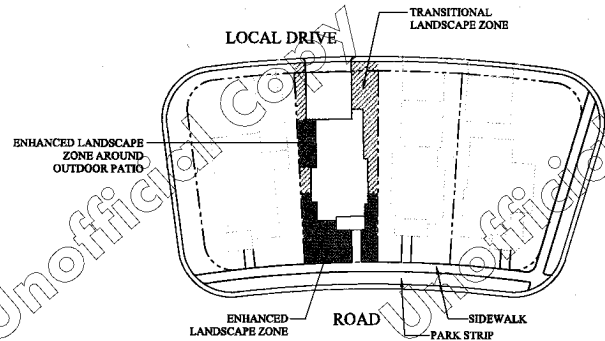 TRANSITIONAL
LANDSCAPE ZONE
LOCAL DRIVE
ENHANCED LANDSCAPE
ZONE AROUND
OUTDOOR PATIO
ENHANCED
LANDSCAPE ZONE
ROAD
SIDEWALK
PARK STRIP
Unofficial Copy
Unofficial